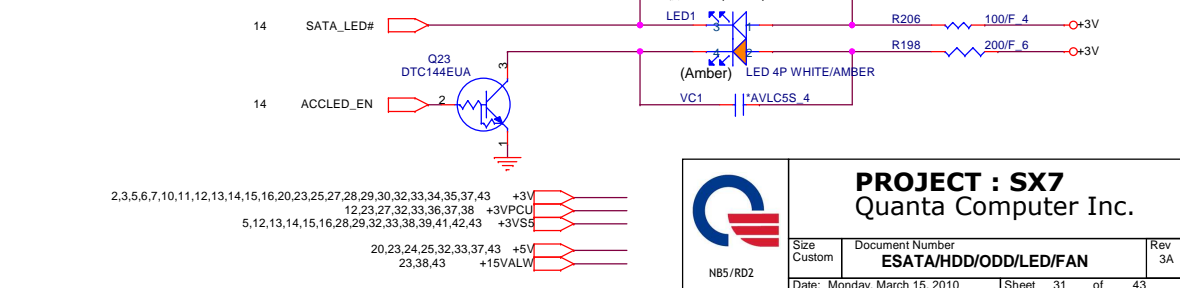 LED1
14 SATA_LED# 3 1 R206 100/F_4 +3V
4 2 R198 200/F_6 +3V
Q23
DTC144EUA
3
(Amber) LED 4P WHITE/AMBER
14 ACCLED_EN 2 VC1 *AVLC5S_4
1
2,3,5,6,7,10,11,12,13,14,15,16,20,23,25,27,28,29,30,32,33,34,35,37,43 +3V
12,23,27,32,33,36,37,38 +3VPCU
5,12,13,14,15,16,28,29,32,33,38,39,41,42,43 +3VS5
20,23,24,25,32,33,37,43 +5V
23,38,43 +15VALW
NB5/RD2
PROJECT : SX7
Quanta Computer Inc.
Size Document Number Rev
Custom ESATA/HDD/ODD/LED/FAN 3A
Date: Monday, March 15, 2010 Sheet 31 of 43